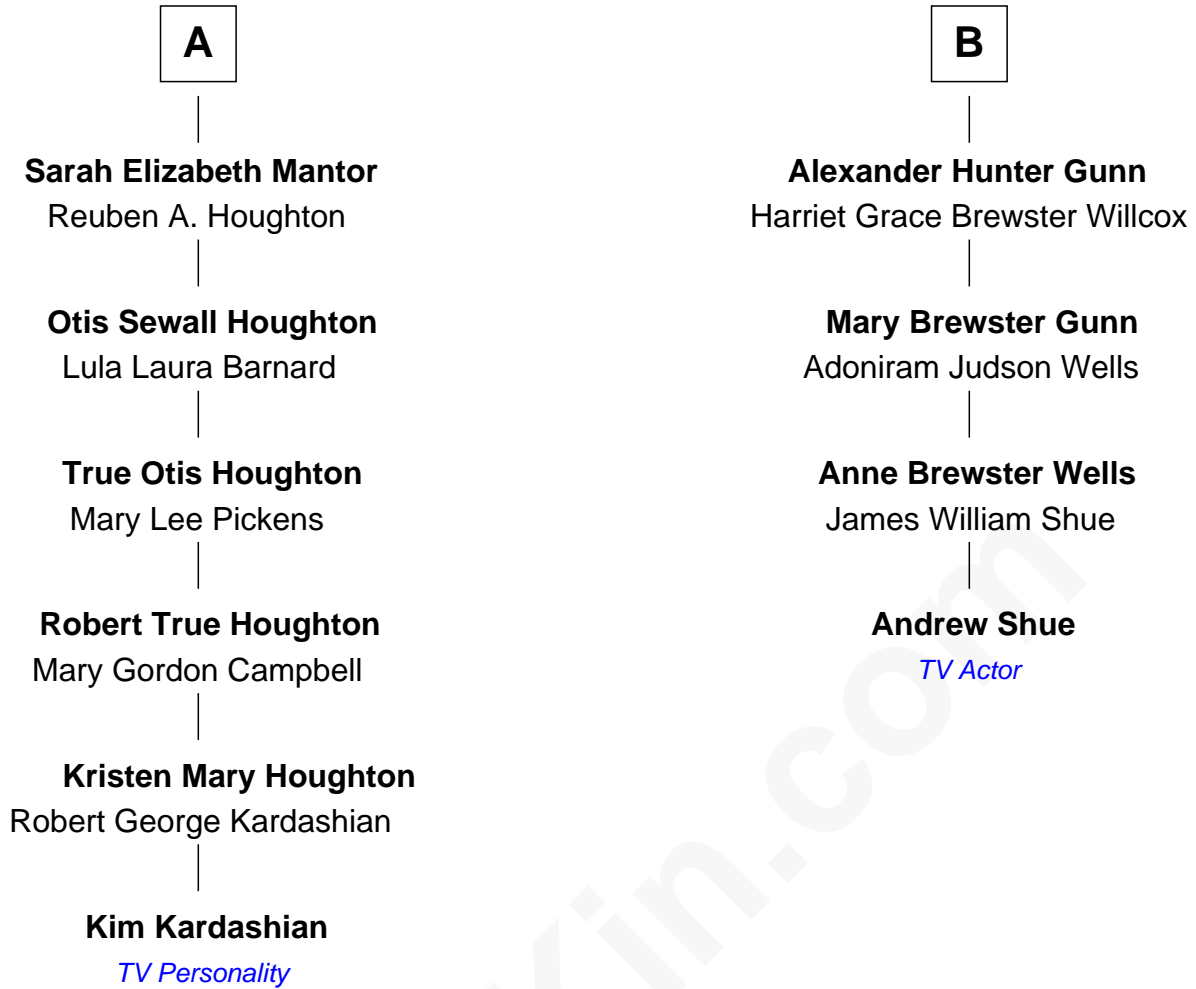 A
Sarah Elizabeth Mantor
Reuben A. Houghton
Otis Sewall Houghton
Lula Laura Barnard
True Otis Houghton
Mary Lee Pickens
Robert True Houghton
Mary Gordon Campbell
Kristen Mary Houghton
Robert George Kardashian
Kim Kardashian
TV Personality
B
Alexander Hunter Gunn
Harriet Grace Brewster Willcox
Mary Brewster Gunn
Adoniram Judson Wells
Anne Brewster Wells
James William Shue
Andrew Shue
TV Actor
Kin.com